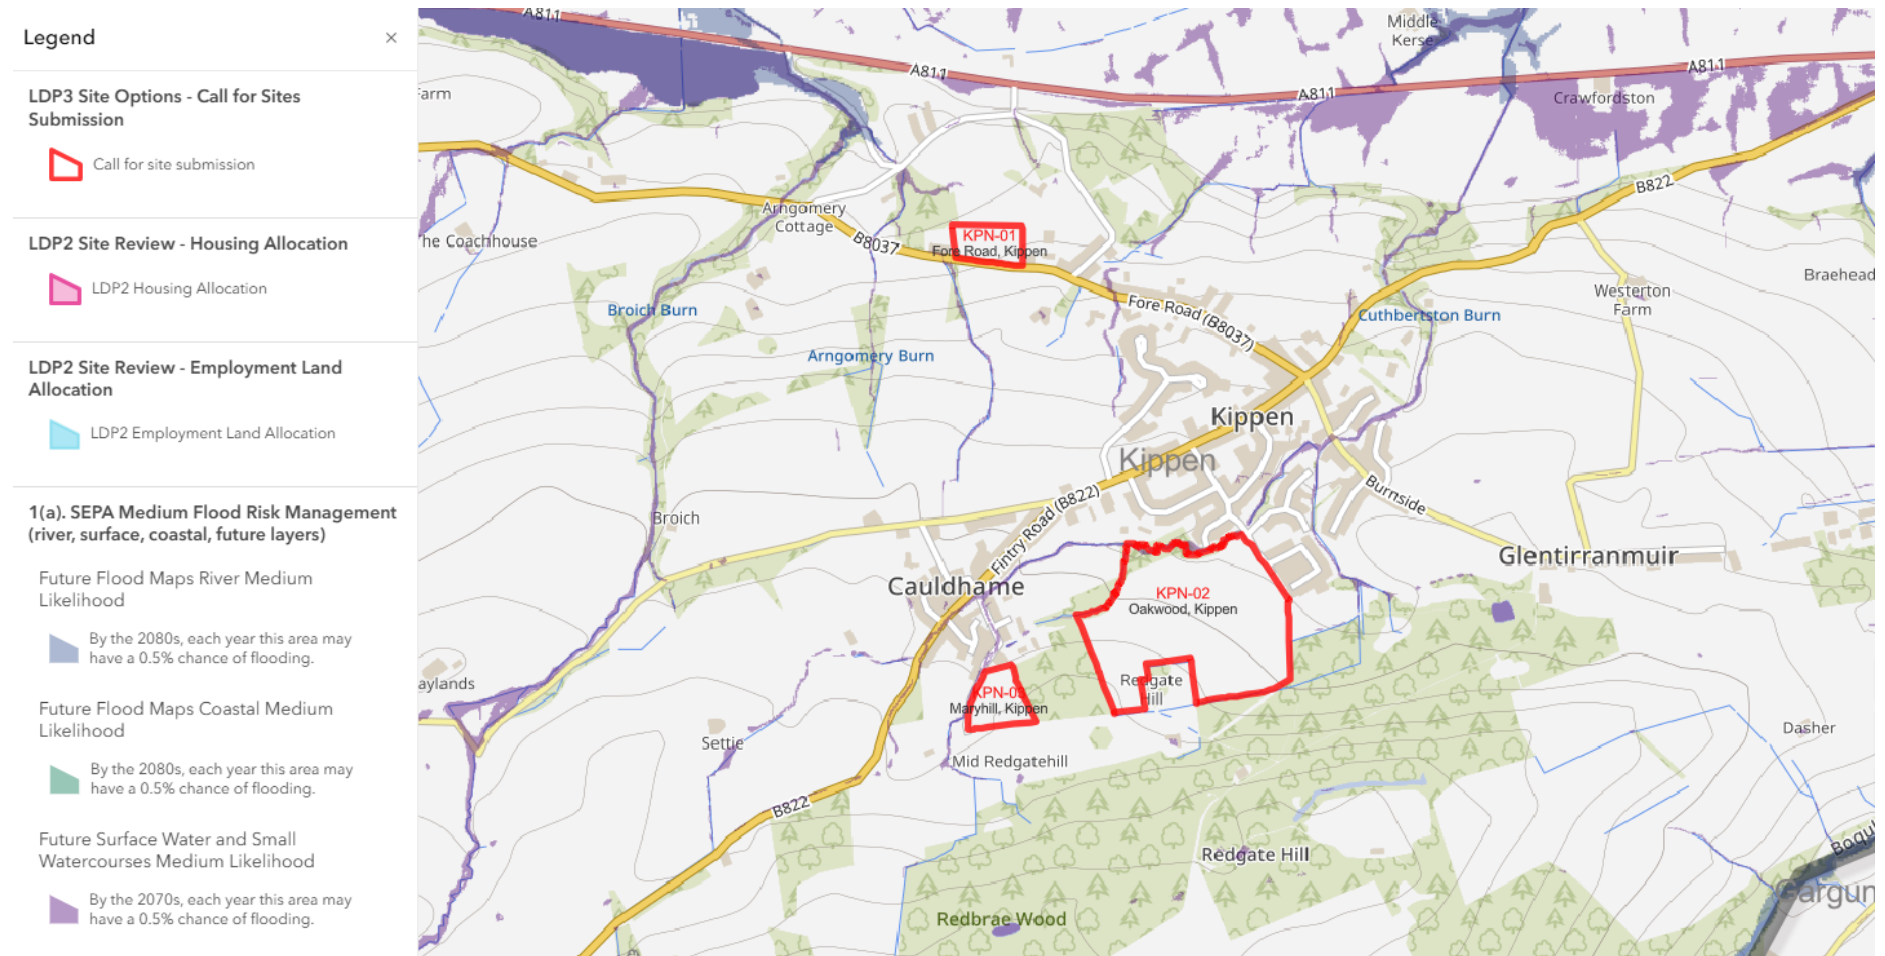 Legend
×
LDP3 Site Options - Call for Sites
Submission
Call for site submission
LDP2 Site Review - Housing Allocation
LDP2 Housing Allocation
LDP2 Site Review - Employment Land
Allocation
LDP2 Employment Land Allocation
1(a). SEPA Medium Flood Risk Management
(river, surface, coastal, future layers)
Future Flood Maps River Medium
Likelihood
By the 2080s, each year this area may
have a 0.5% chance of flooding.
Future Flood Maps Coastal Medium
Likelihood
By the 2080s, each year this area may
have a 0.5% chance of flooding.
Future Surface Water and Small
Watercourses Medium Likelihood
By the 2070s, each year this area may
have a 0.5% chance of flooding.
A811
Middle
Kerse
A811
A811
A811
Farm
Crawfordston
B822
Arngomery
Cottage
he Coachhouse
B8037
KPN-01
Fore Road, Kippen
Braehead
Westerton
Farm
Broich Burn
Fore Road (B8037)
Cuthbertston Burn
Arngomery Burn
Kippen
Kippen
Burnside
Fintry Road (B822)
Broich
Glentirranmuir
Cauldhame
KPN-02
Oakwood, Kippen
aylands
Redgate
Hill
KPN-03
Maryhill, Kippen
Settie
Dasher
Mid Redgatehill
B822
Redgate Hill
Boqu
Gargun
Redbrae Wood